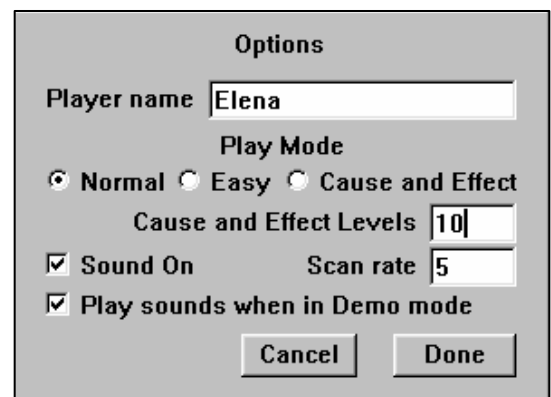 Options
Player name Elena
Play Mode
Normal Easy Cause and Effect
Cause and Effect Levels 10
Sound On Scan rate 5
Play sounds when in Demo mode
Cancel Done